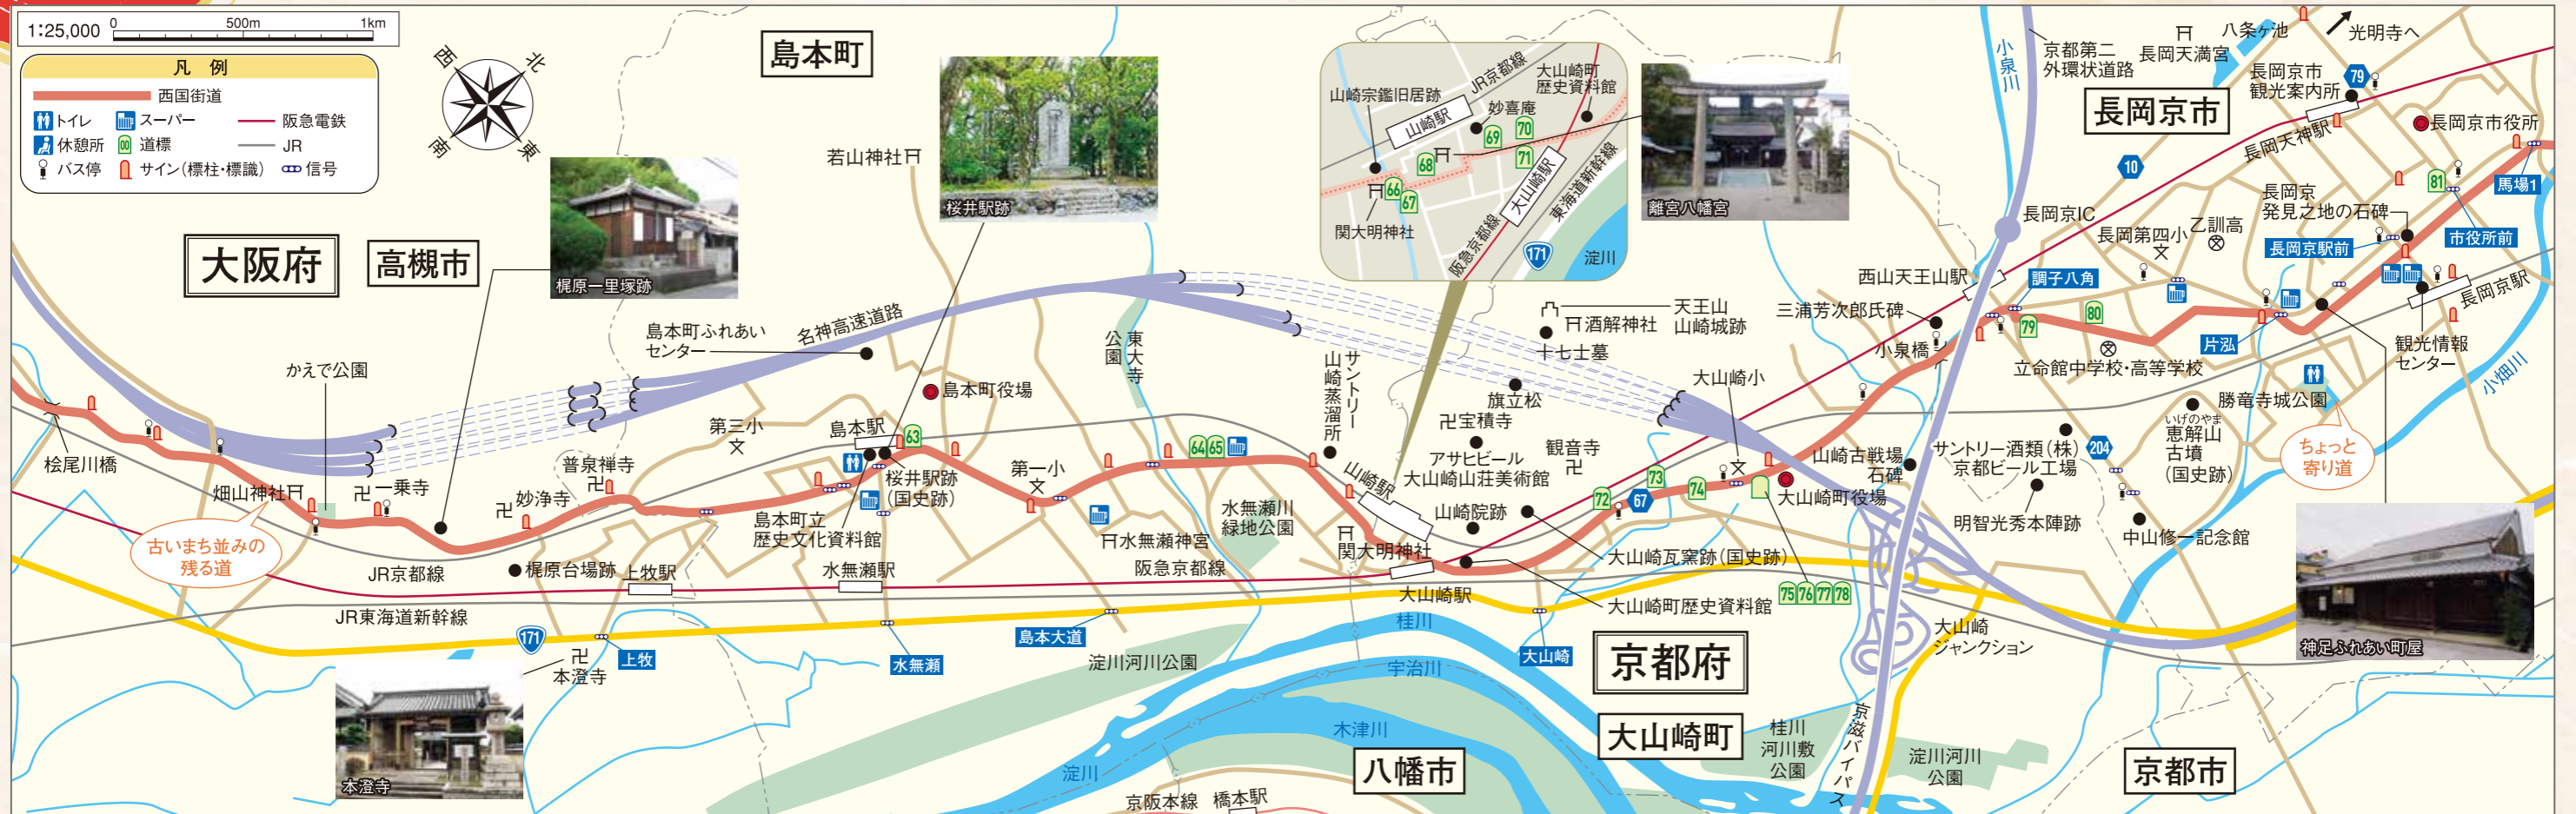 1:25,000
0 500m 1km
凡 例
西国街道
トイレ
スーパー
阪急電鉄
休憩所
00
道標
JR
バス停
サイン(標柱・標識)
信号
北
西
南
東
大阪府
高槻市
島本町
長岡京市
京都府
大山崎町
八幡市
京都市
梶原一里塚跡
桜井駅跡
離宮八幡宮
本澄寺
神足ふれあい町屋
若山神社
島本町ふれあい
センター
名神高速道路
かえで公園
桧尾川橋
畑山神社
一乗寺
古いまち並みの
残る道
妙浄寺
普泉禅寺
梶原台場跡
上牧駅
JR京都線
JR東海道新幹線
171
本澄寺
上牧
第三小
島本駅
63
島本町役場
桜井駅跡
(国史跡)
島本町立
歴史文化資料館
水無瀬駅
水無瀬
第一小
水無瀬神宮
阪急京都線
島本大道
東大寺
公園
64
65
水無瀬川
緑地公園
淀川河川公園
サントリー
山崎蒸溜所
山崎駅
関大明神社
大山崎駅
山崎宗鑑旧居跡
JR京都線
大山崎町
歴史資料館
山崎駅
妙喜庵
69
70
68
71
66
67
関大明神社
大山崎駅
阪急京都線
東海道新幹線
171
淀川
天王山
山崎城跡
酒解神社
十七士墓
旗立松
宝積寺
アサヒビール
大山崎山荘美術館
観音寺
山崎院跡
72
73
67
74
大山崎小
大山崎町役場
大山崎瓦窯跡(国史跡)
大山崎町歴史資料館
75
76
77
78
大山崎
桂川
宇治川
木津川
淀川
京阪本線
橋本駅
桂川
河川敷
公園
京滋バイパス
淀川河川
公園
大山崎
ジャンクション
小泉川
京都第二
外環状道路
長岡天満宮
八条ヶ池
光明寺へ
長岡京市
観光案内所
79
長岡天神駅
長岡京市役所
10
長岡京IC
長岡第四小
乙訓高
長岡京
発見之地の石碑
81
馬場1
市役所前
長岡京駅前
西山天王山駅
調子八角
三浦芳次郎氏碑
小泉橋
79
80
立命館中学校・高等学校
片泓
長岡京駅
観光情報
センター
小畑川
勝竜寺城公園
ちょっと
寄り道
いげのやま
恵解山
古墳
(国史跡)
山崎古戦場
石碑
サントリー酒類(株)
京都ビール工場
204
明智光秀本陣跡
中山修一記念館